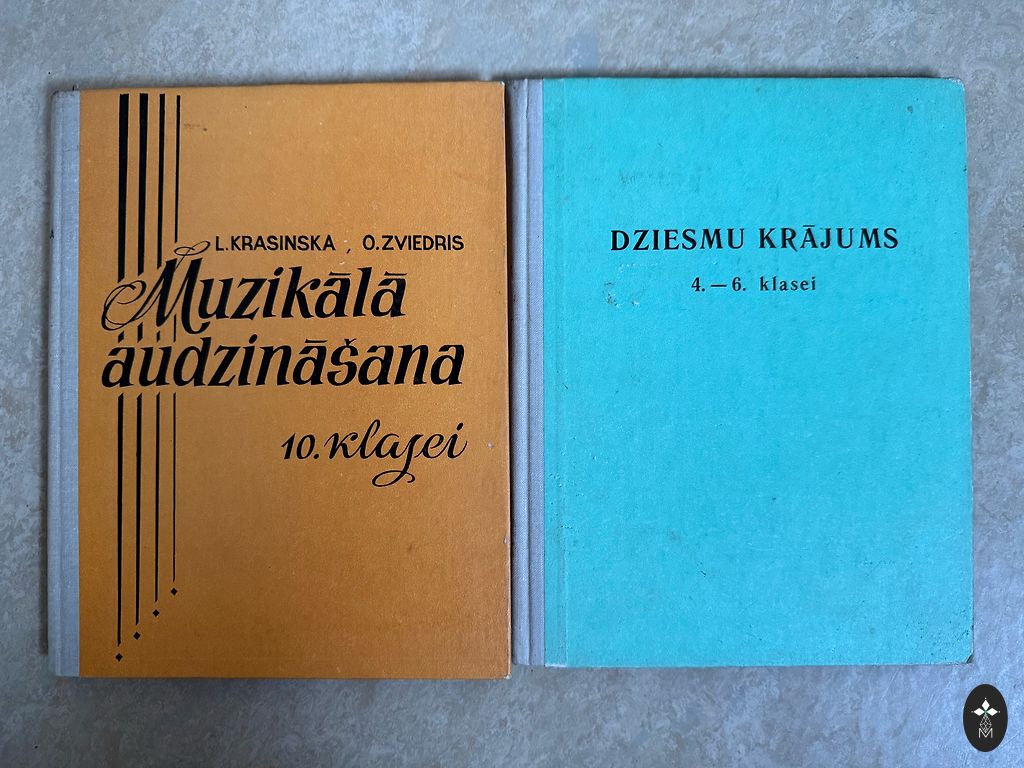 L. KRASINSKA, O. ZVIEDRIS
Muzikālā
audzināšana
10. klasei
DZIESMU KRĀJUMS
4. — 6. klasei
M